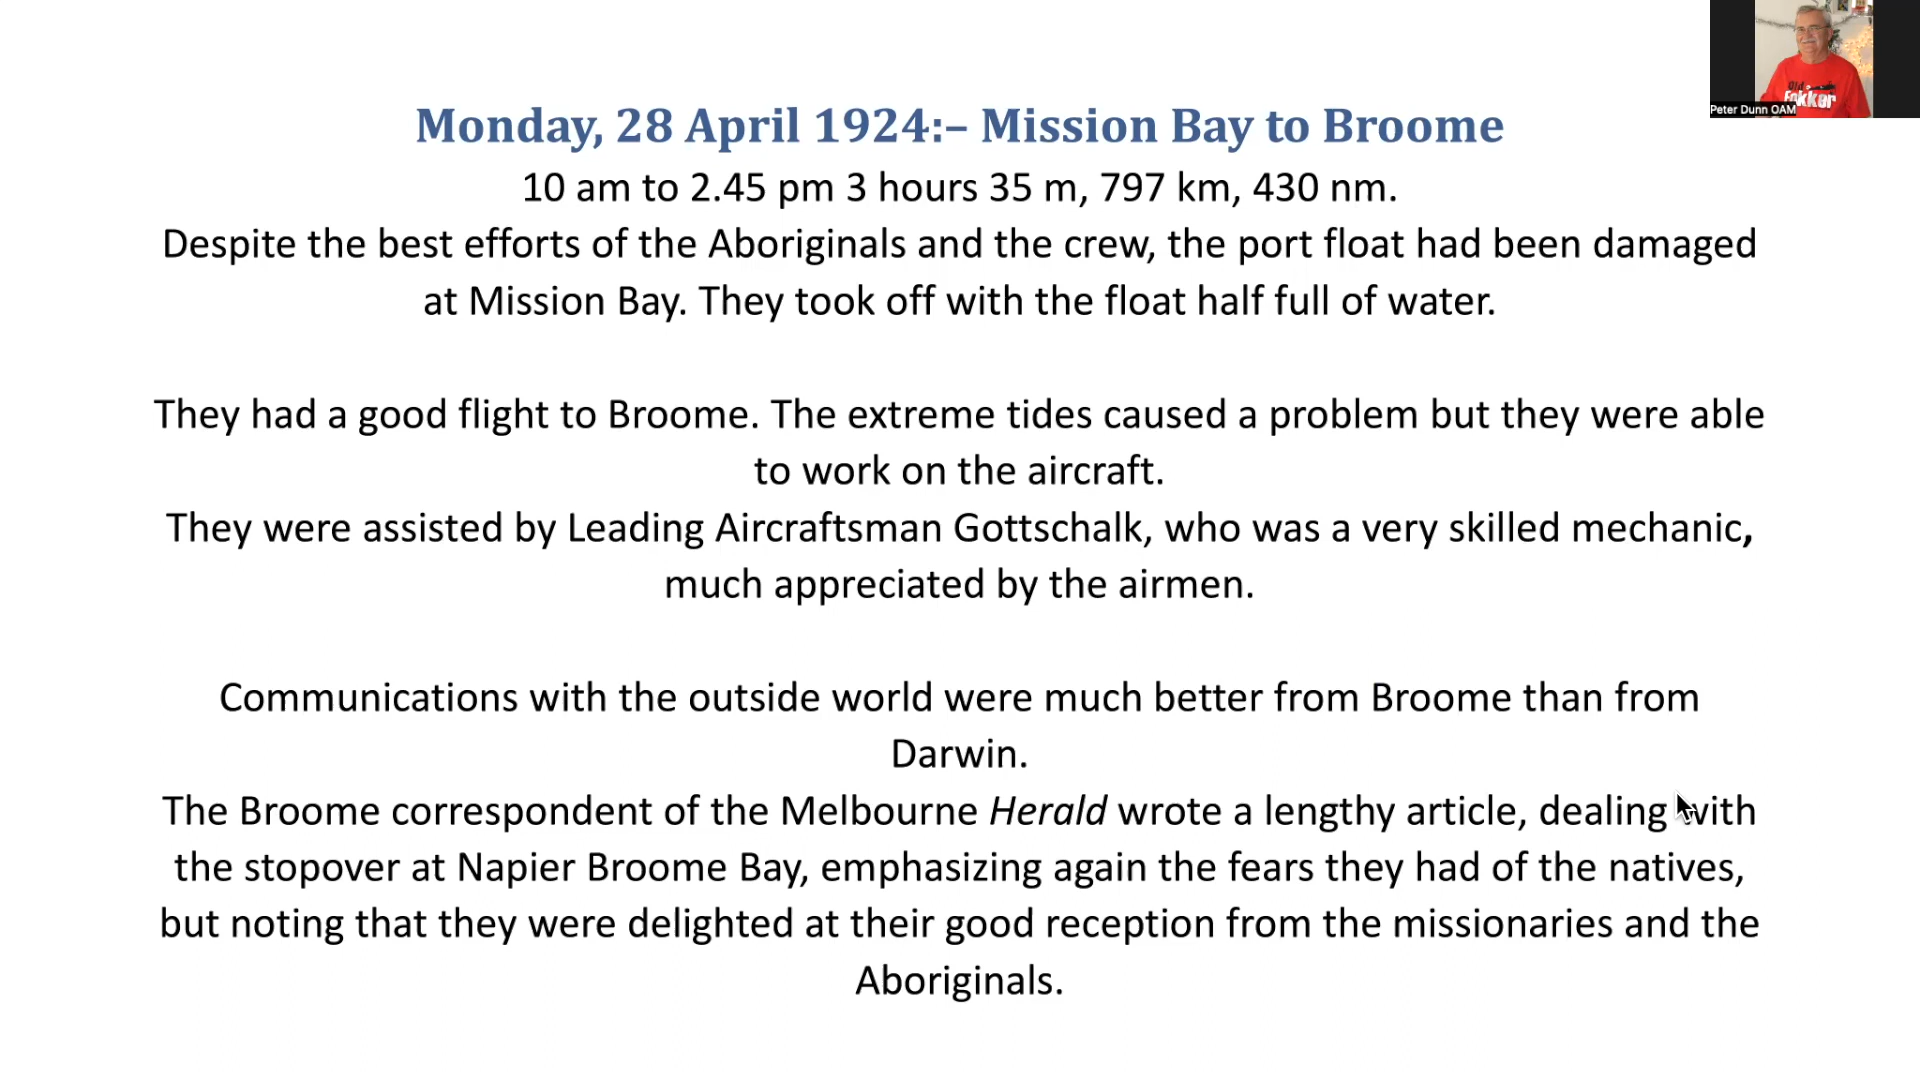 Monday, 28 April 1924:– Mission Bay to Broome
10 am to 2.45 pm 3 hours 35 m, 797 km, 430 nm.
Despite the best efforts of the Aboriginals and the crew, the port float had been damaged
at Mission Bay. They took off with the float half full of water.
They had a good flight to Broome. The extreme tides caused a problem but they were able
to work on the aircraft.
They were assisted by Leading Aircraftsman Gottschalk, who was a very skilled mechanic,
much appreciated by the airmen.
Communications with the outside world were much better from Broome than from
Darwin.
The Broome correspondent of the Melbourne Herald wrote a lengthy article, dealing with
the stopover at Napier Broome Bay, emphasizing again the fears they had of the natives,
but noting that they were delighted at their good reception from the missionaries and the
Aboriginals.
Old
Fokker
Peter Dunn OAM